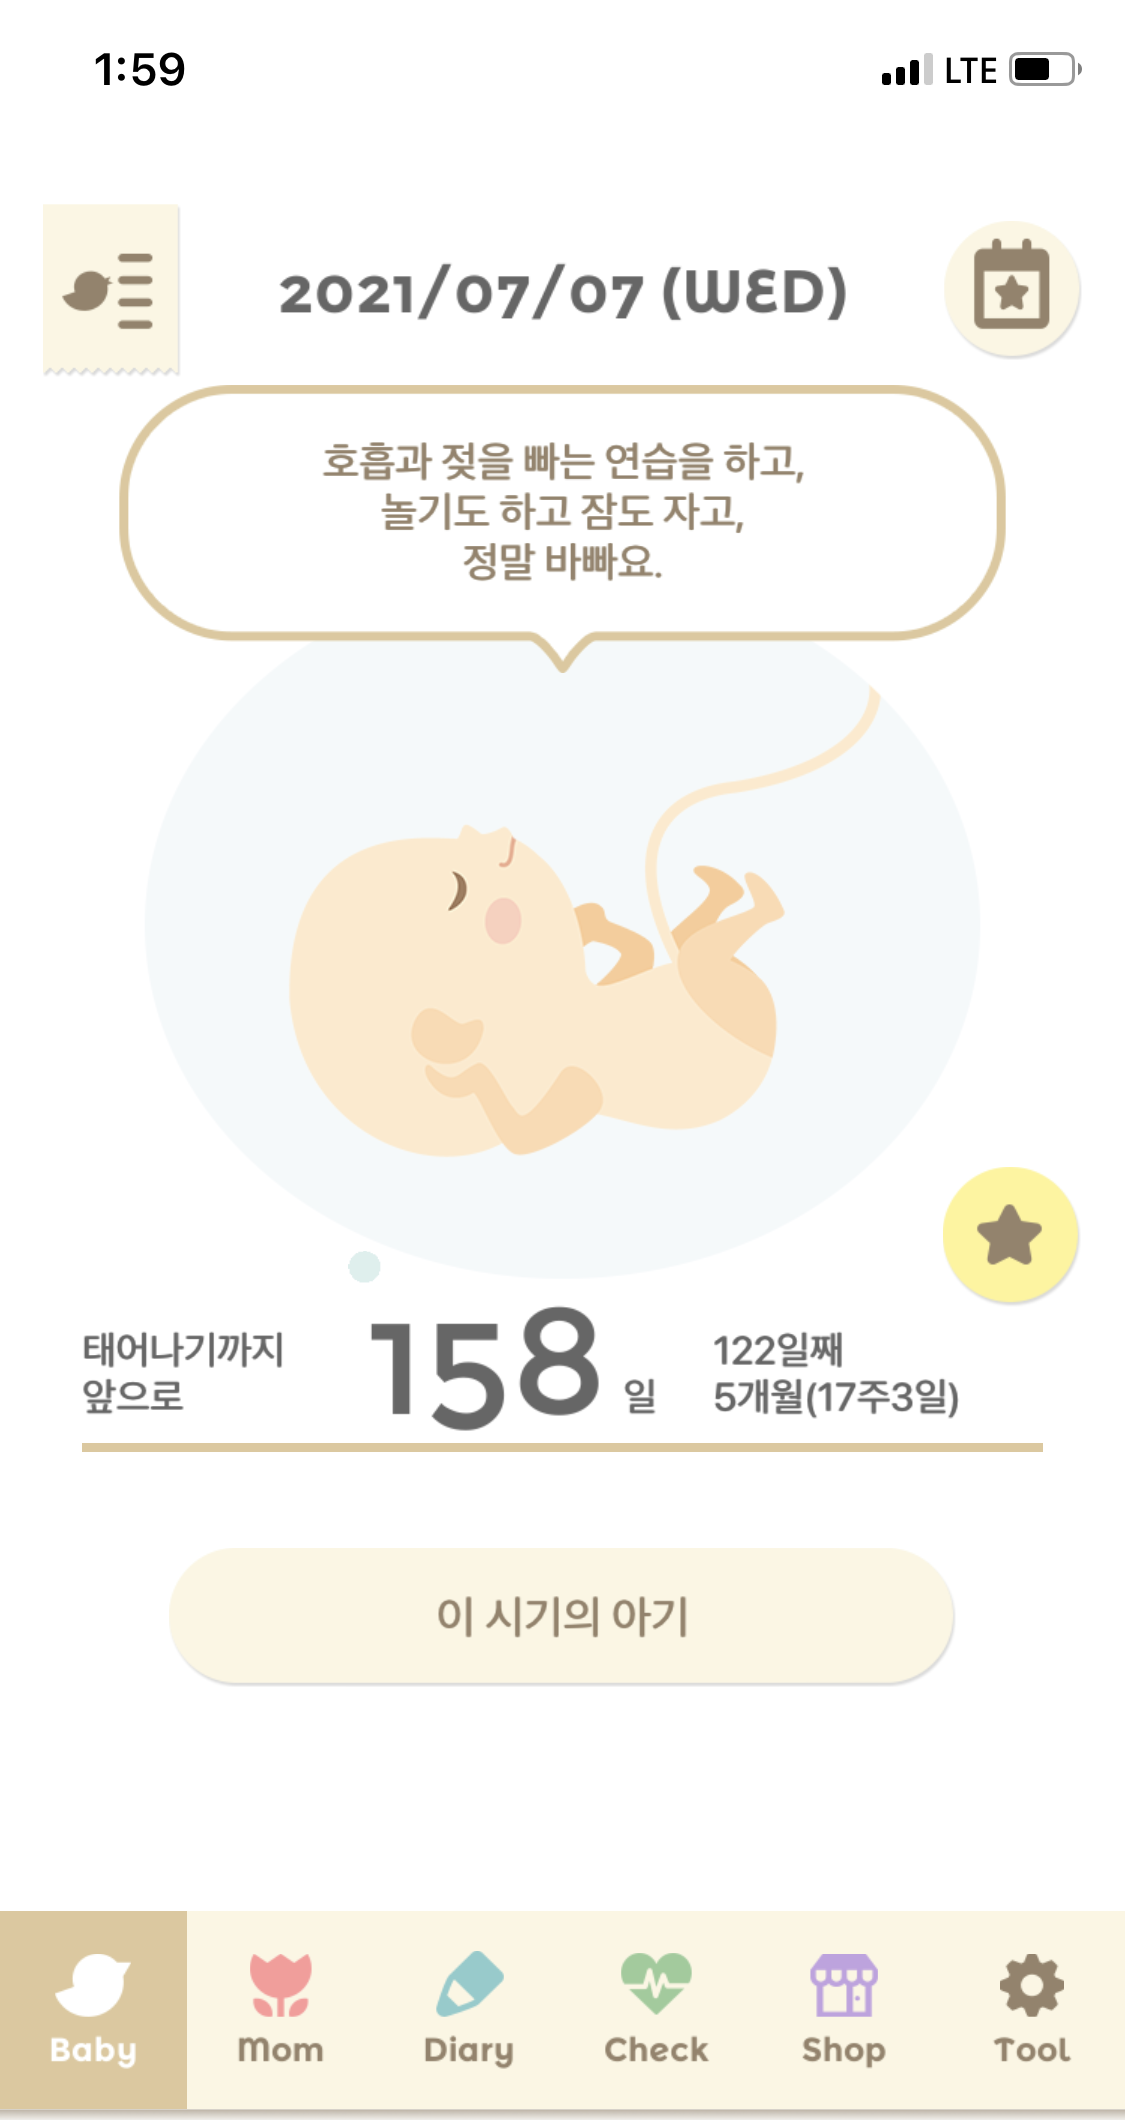 1:59
LTE
2021/07/07 (WED)
호흡과 젖을 빠는 연습을 하고,
놀기도 하고 잠도 자고,
정말 바빠요.
태어나기까지
앞으로
158 일
122일째
5개월(17주3일)
이 시기의 아기
Baby
Mom
Diary
Check
Shop
Tool